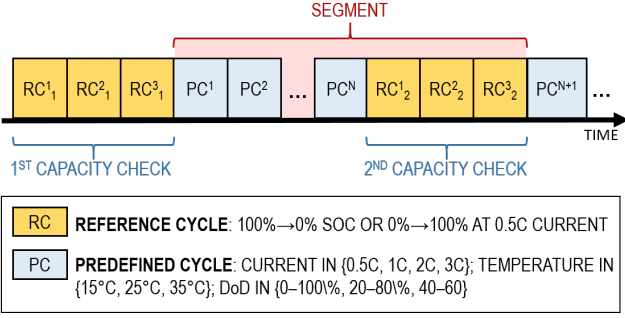 SEGMENT
RC¹₁ RC²₁ RC³₁ PC¹ PC² ... PCᴺ RC¹₂ RC²₂ RC³₂ PCᴺ⁺¹ ...
TIME
1ST CAPACITY CHECK 2ND CAPACITY CHECK
RC REFERENCE CYCLE: 100%→0% SOC OR 0%→100% AT 0.5C CURRENT
PC PREDEFINED CYCLE: CURRENT IN {0.5C, 1C, 2C, 3C}; TEMPERATURE IN
{15°C, 25°C, 35°C}; DoD IN {0–100\%, 20–80\%, 40–60}